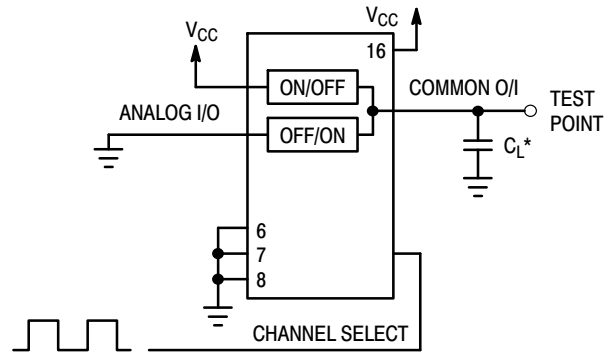 VCC
VCC
16
ON/OFF
COMMON O/I
TEST
POINT
ANALOG I/O
OFF/ON
CL*
6
7
8
CHANNEL SELECT